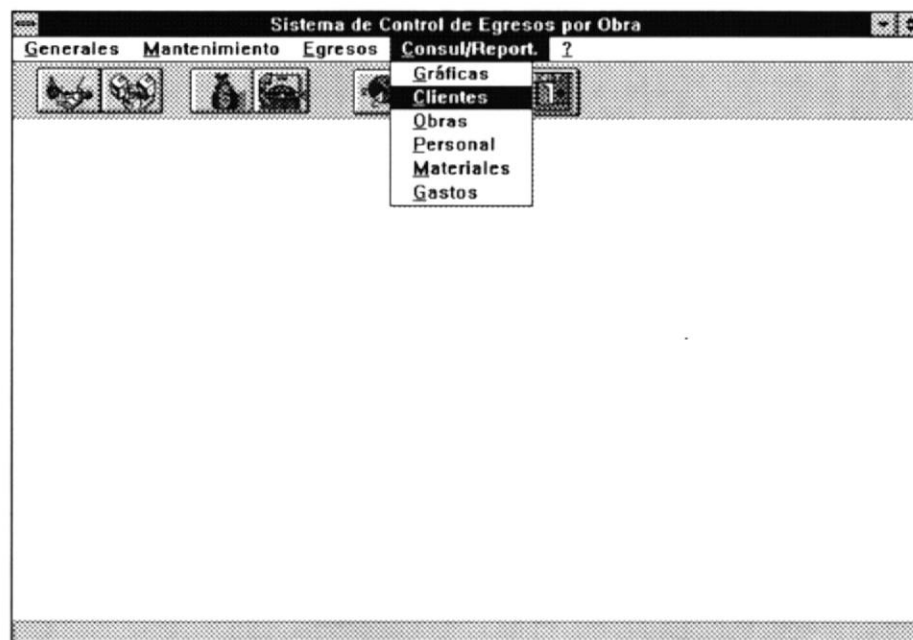 Sistema de Control de Egresos por Obra
Generales Mantenimiento Egresos Consul/Report. ?
Gráficas
Clientes
Obras
Personal
Materiales
Gastos